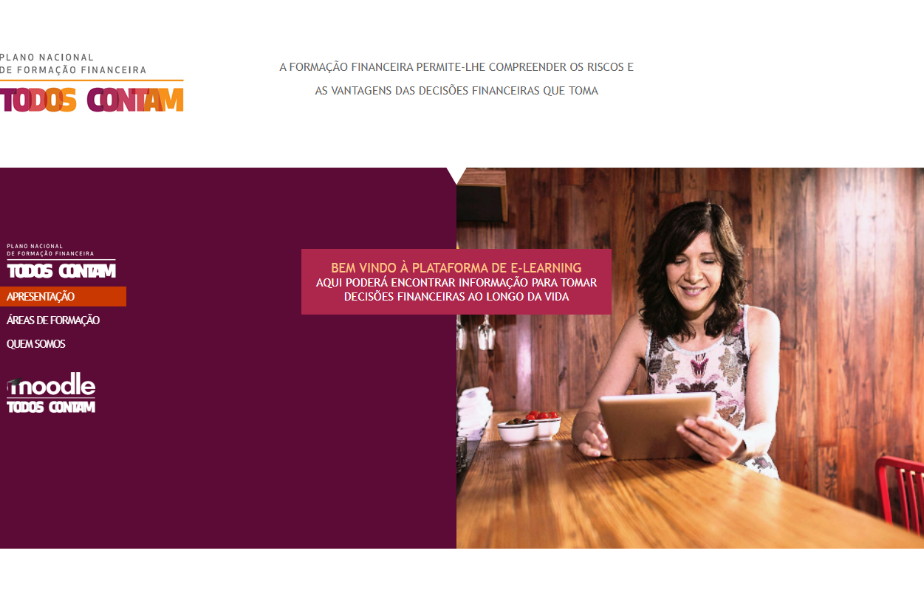 PLANO NACIONAL
DE FORMAÇÃO FINANCEIRA
TODOS CONTAM
A FORMAÇÃO FINANCEIRA PERMITE-LHE COMPREENDER OS RISCOS E
AS VANTAGENS DAS DECISÕES FINANCEIRAS QUE TOMA
PLANO NACIONAL
DE FORMAÇÃO FINANCEIRA
TODOS CONTAM
APRESENTAÇÃO
ÁREAS DE FORMAÇÃO
QUEM SOMOS
moodle
TODOS CONTAM
BEM VINDO À PLATAFORMA DE E-LEARNING
AQUI PODERÁ ENCONTRAR INFORMAÇÃO PARA TOMAR
DECISÕES FINANCEIRAS AO LONGO DA VIDA